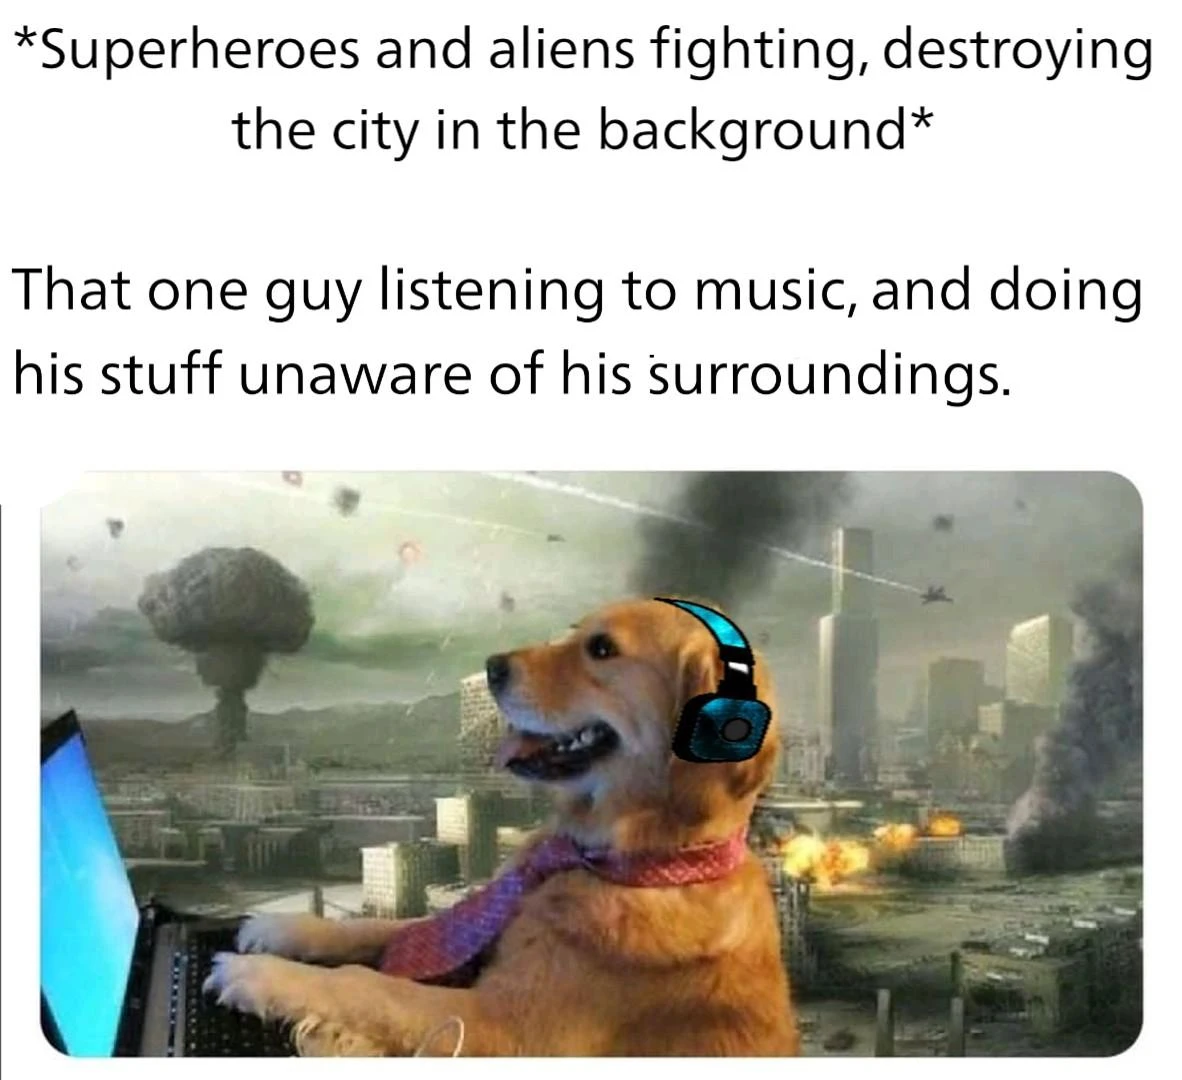 *Superheroes and aliens fighting, destroying
the city in the background*
That one guy listening to music, and doing
his stuff unaware of his surroundings.